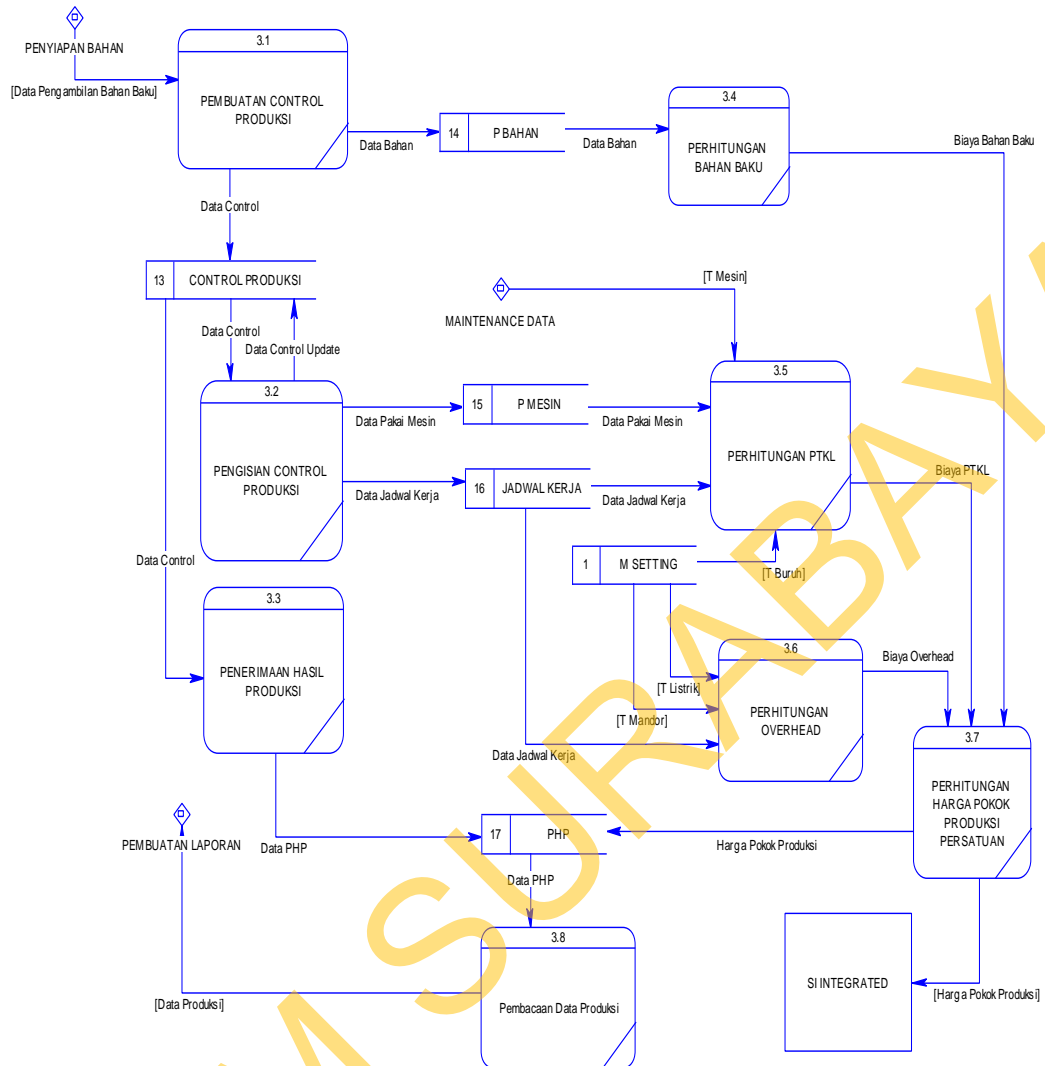 PENYIAPAN BAHAN
[Data Pengambilan Bahan Baku]
3.1
PEMBUATAN CONTROL
PRODUKSI
Data Bahan
14 P BAHAN
Data Bahan
3.4
PERHITUNGAN
BAHAN BAKU
Biaya Bahan Baku
Data Control
13 CONTROL PRODUKSI
Data Control
Data Control Update
MAINTENANCE DATA
[T Mesin]
3.2
PENGISIAN CONTROL
PRODUKSI
Data Pakai Mesin
15 P MESIN
Data Pakai Mesin
Data Jadwal Kerja
16 JADWAL KERJA
Data Jadwal Kerja
3.5
PERHITUNGAN PTKL
Biaya PTKL
Data Control
1 M SETTING
[T Buruh]
3.3
PENERIMAAN HASIL
PRODUKSI
[T Listrik]
[T Mandor]
Data Jadwal Kerja
3.6
PERHITUNGAN
OVERHEAD
Biaya Overhead
3.7
PERHITUNGAN
HARGA POKOK
PRODUKSI
PERSATUAN
PEMBUATAN LAPORAN
Data PHP
17 PHP
Harga Pokok Produksi
Data PHP
3.8
Pembacaan Data Produksi
[Data Produksi]
SI INTEGRATED
[Harga Pokok Produksi]
M SURABAYA